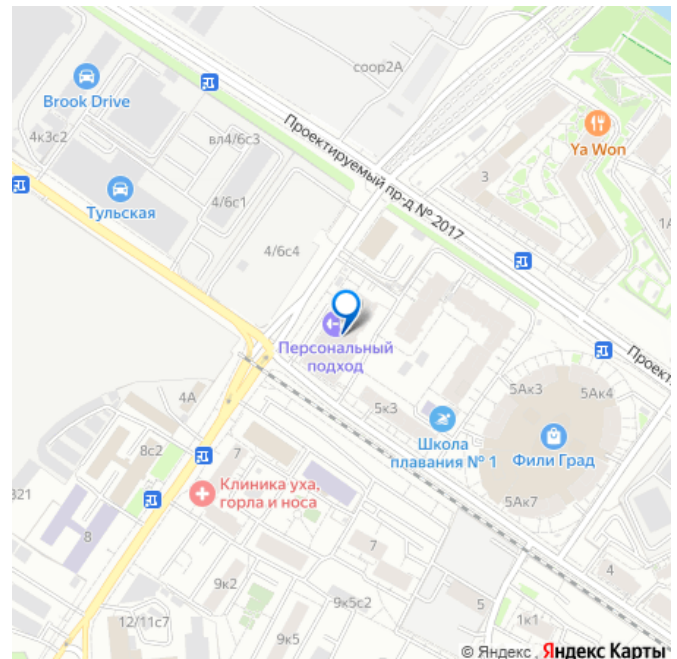 соор2А
Brook Drive
4к3с2
вл4/6с3
Проектируемый пр-д № 2017
Ya Won
3
1А
Тульская
4/6с1
4/6с4
Персональный
подход
Проект
5Ак3
5Ак4
5к3
4А
Школа
плавания № 1
Фили Град
8с2
7
Клиника уха,
горла и носа
321
5Ак7
8
7
4
9к2
9к5с2
5
1к1
12/11с7
9к5
© Яндекс Яндекс Карты